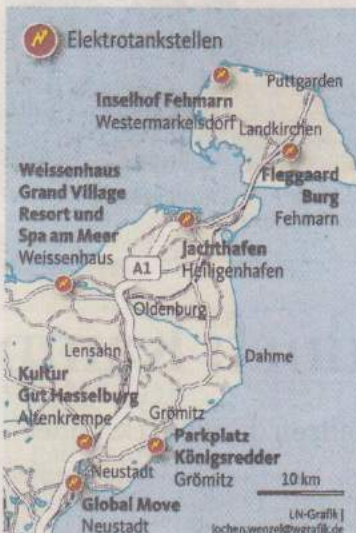 Elektrotankstellen
Puttgarden
Inselhof Fehmarn
Westermarkelsdorf
Landkirchen
Fleggaard
Burg
Fehmarn
Weissenhaus
Grand Village
Resort und
Spa am Meer
Weissenhaus
Jachthafen
Heiligenhafen
A1
Oldenburg
Lensahn
Dahme
Kultur
Gut Hasselburg
Altenkrempe
Grömitz
Parkplatz
Königsredder
Grömitz
Neustadt
10 km
Global Move
Neustadt
LN-Grafik |
jochen.wenzel@wgrafik.de